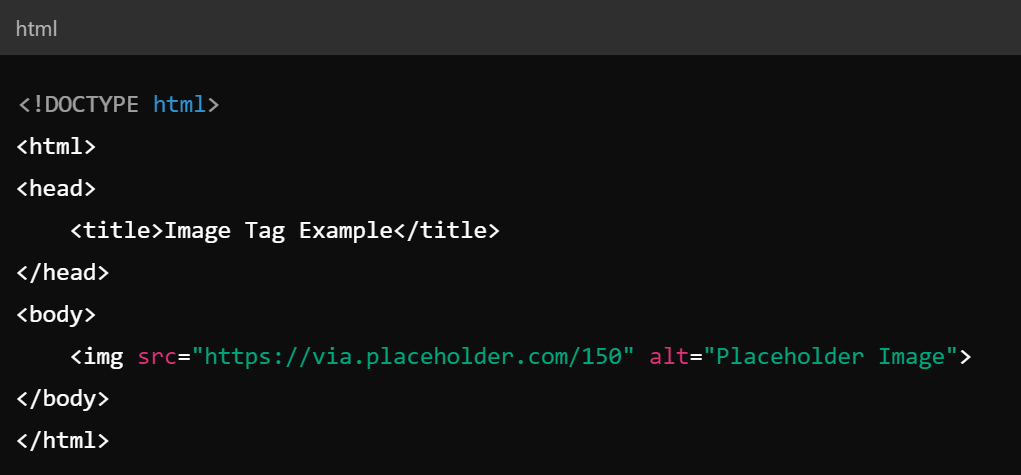 html
<!DOCTYPE html>
<html>
<head>
    <title>Image Tag Example</title>
</head>
<body>
    <img src="https://via.placeholder.com/150" alt="Placeholder Image">
</body>
</html>